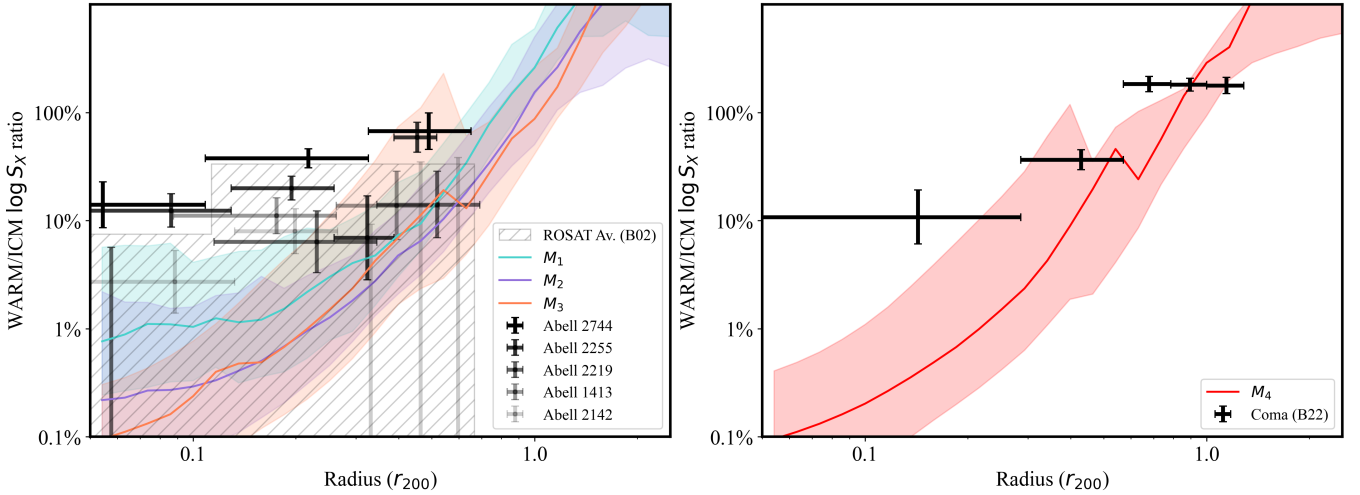 WARM/ICM log S_X ratio
100%
10%
1%
0.1%
0.1
1.0
Radius (r_200)
ROSAT Av. (B02)
M_1
M_2
M_3
Abell 2744
Abell 2255
Abell 2219
Abell 1413
Abell 2142
WARM/ICM log S_X ratio
100%
10%
1%
0.1%
0.1
1.0
Radius (r_200)
M_4
Coma (B22)